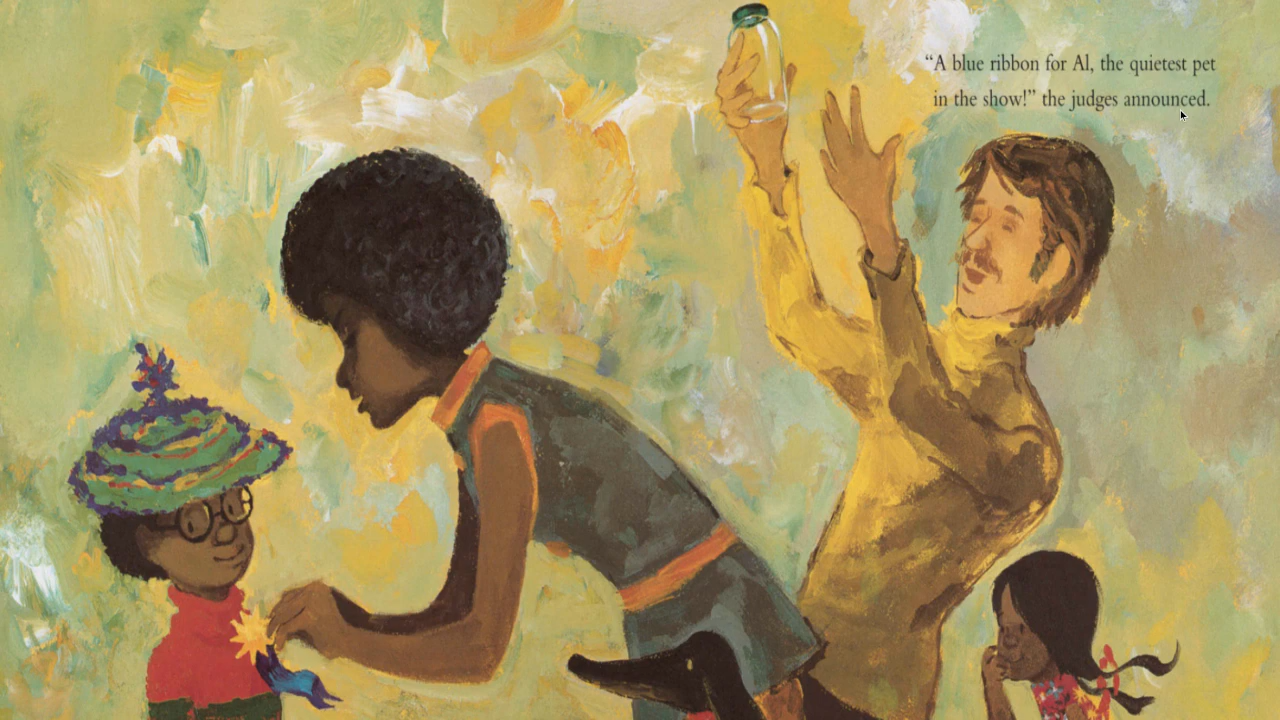 “A blue ribbon for Al, the quietest pet
in the show!” the judges announced.